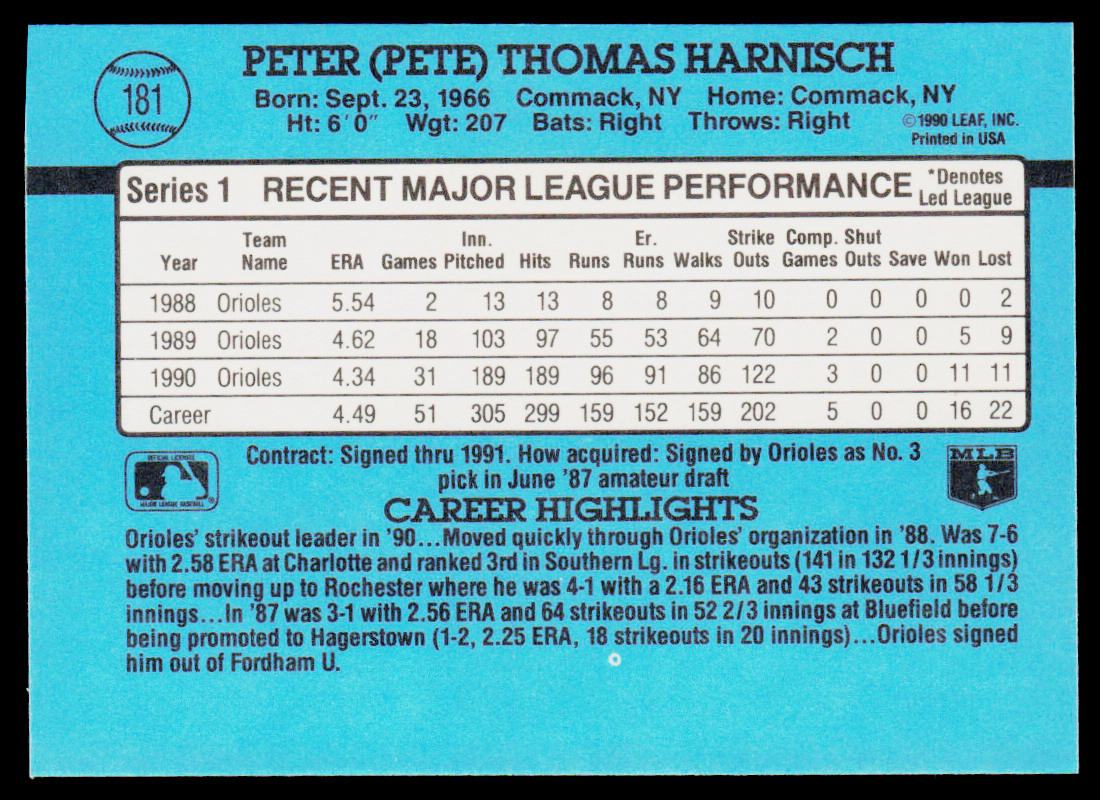 181
PETER (PETE) THOMAS HARNISCH
Born: Sept. 23, 1966 Commack, NY Home: Commack, NY
Ht: 6'0" Wgt: 207 Bats: Right Throws: Right
©1990 LEAF, INC.
Printed in USA
Series 1 RECENT MAJOR LEAGUE PERFORMANCE *Denotes
Led League
Team Inn. Er. Strike Comp. Shut
Year Name ERA Games Pitched Hits Runs Runs Walks Outs Games Outs Save Won Lost
1988 Orioles 5.54 2 13 13 8 8 9 10 0 0 0 0 2
1989 Orioles 4.62 18 103 97 55 53 64 70 2 0 0 5 9
1990 Orioles 4.34 31 189 189 96 91 86 122 3 0 0 11 11
Career 4.49 51 305 299 159 152 159 202 5 0 0 16 22
Contract: Signed thru 1991. How acquired: Signed by Orioles as No. 3
pick in June '87 amateur draft
OFFICIAL LICENSEE
MAJOR LEAGUE BASEBALL
MLB
CAREER HIGHLIGHTS
Orioles' strikeout leader in '90...Moved quickly through Orioles' organization in '88. Was 7-6
with 2.58 ERA at Charlotte and ranked 3rd in Southern Lg. in strikeouts (141 in 132 1/3 innings)
before moving up to Rochester where he was 4-1 with a 2.16 ERA and 43 strikeouts in 58 1/3
innings...In '87 was 3-1 with 2.56 ERA and 64 strikeouts in 52 2/3 innings at Bluefield before
being promoted to Hagerstown (1-2, 2.25 ERA, 18 strikeouts in 20 innings)...Orioles signed
him out of Fordham U.